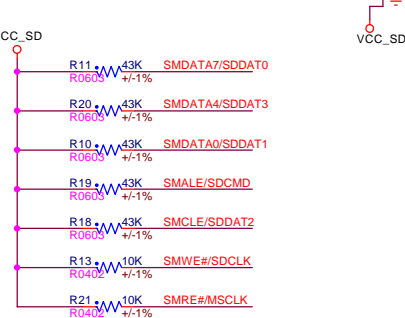 CC_SD
VCC_SD
R11 43K SMDATA7/SDDAT0
R0603 +/-1%
R20 43K SMDATA4/SDDAT3
R0603 +/-1%
R10 43K SMDATA0/SDDAT1
R0603 +/-1%
R19 43K SMALE/SDCMD
R0603 +/-1%
R18 43K SMCLE/SDDAT2
R0603 +/-1%
R13 10K SMWE#/SDCLK
R0402 +/-1%
R21 10K SMRE#/MSCLK
R0402 +/-1%